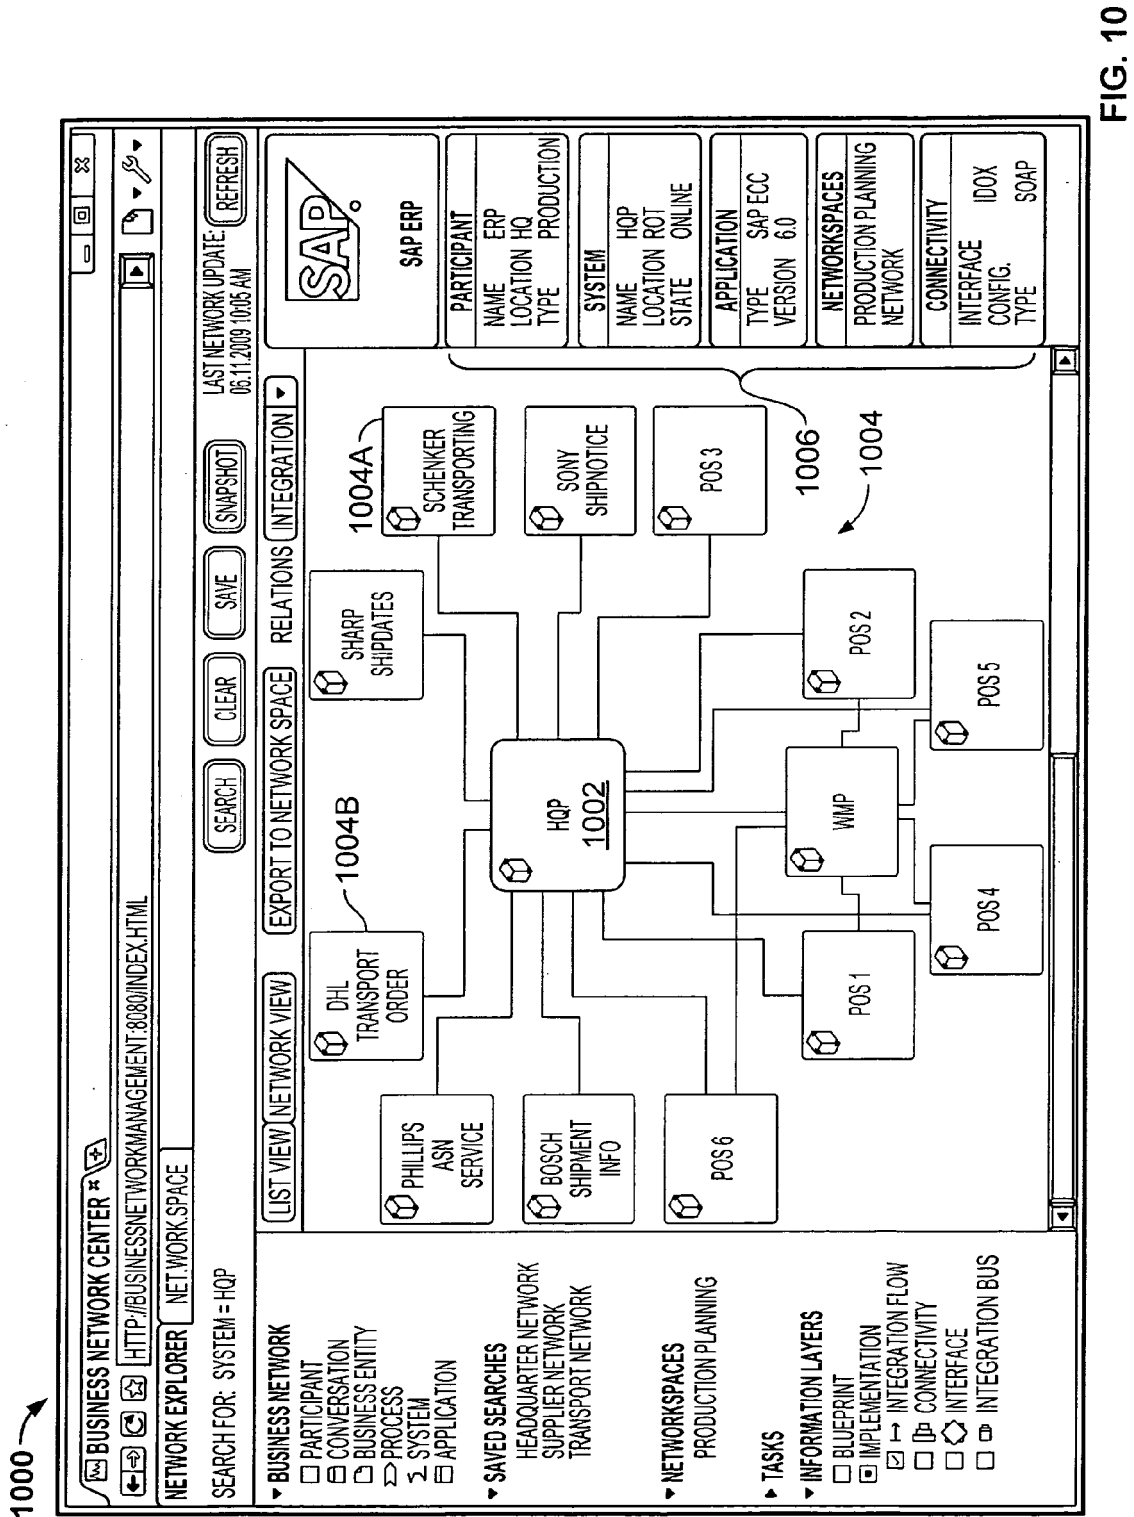 1000
BUSINESS NETWORK CENTER × +
HTTP://BUSINESSNETWORKMANAGEMENT:8080/INDEX.HTML
NETWORK EXPLORER
NET.WORK.SPACE
SEARCH FOR: SYSTEM = HQP
SEARCH
CLEAR
SAVE
SNAPSHOT
LAST NETWORK UPDATE:
06.11.2009 10:05 AM
REFRESH
▼ BUSINESS NETWORK
PARTICIPANT
CONVERSATION
BUSINESS ENTITY
PROCESS
SYSTEM
APPLICATION
▼ SAVED SEARCHES
HEADQUARTER NETWORK
SUPPLIER NETWORK
TRANSPORT NETWORK
▼ NETWORKSPACES
PRODUCTION PLANNING
▶ TASKS
▼ INFORMATION LAYERS
BLUEPRINT
IMPLEMENTATION
INTEGRATION FLOW
CONNECTIVITY
INTERFACE
INTEGRATION BUS
LIST VIEW
NETWORK VIEW
EXPORT TO NETWORK SPACE
RELATIONS
INTEGRATION
DHL
TRANSPORT
ORDER
1004B
SHARP
SHIPDATES
1004A
PHILLIPS
ASN
SERVICE
SCHENKER
TRANSPORTING
BOSCH
SHIPMENT
INFO
HQP
1002
SONY
SHIPNOTICE
POS 6
POS 3
1006
1004
POS 1
WMP
POS 2
POS 4
POS 5
SAP
SAP ERP
PARTICIPANT
NAME ERP
LOCATION HQ
TYPE PRODUCTION
SYSTEM
NAME HQP
LOCATION ROT
STATE ONLINE
APPLICATION
TYPE SAP ECC
VERSION 6.0
NETWORKSPACES
PRODUCTION PLANNING
NETWORK
CONNECTIVITY
INTERFACE IDOX
CONFIG.
TYPE SOAP
FIG. 10